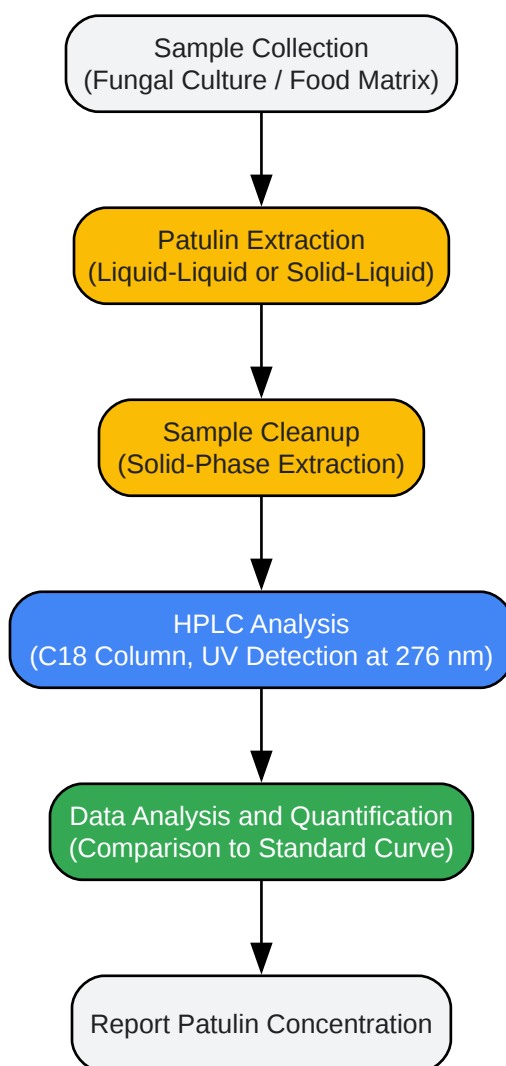 Sample Collection
(Fungal Culture / Food Matrix)
Patulin Extraction
(Liquid-Liquid or Solid-Liquid)
Sample Cleanup
(Solid-Phase Extraction)
HPLC Analysis
(C18 Column, UV Detection at 276 nm)
Data Analysis and Quantification
(Comparison to Standard Curve)
Report Patulin Concentration